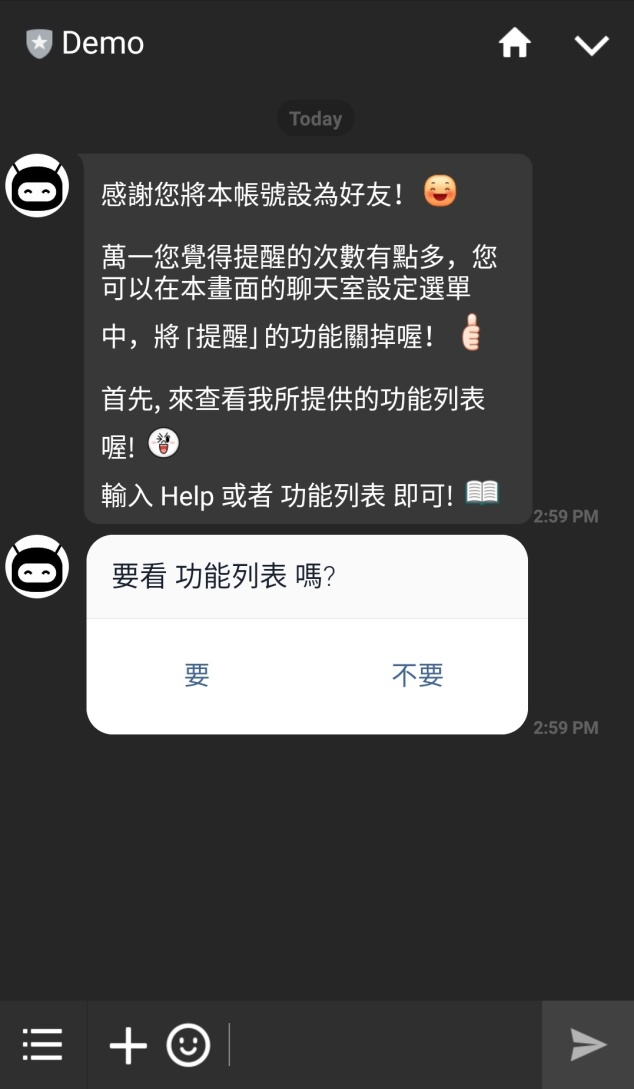 Demo
Today
感謝您將本帳號設為好友！
萬一您覺得提醒的次數有點多，您
可以在本畫面的聊天室設定選單
中，將「提醒」的功能關掉喔！
首先, 來查看我所提供的功能列表
喔!
輸入 Help 或者 功能列表 即可!
2:59 PM
要看 功能列表 嗎?
要 不要
2:59 PM